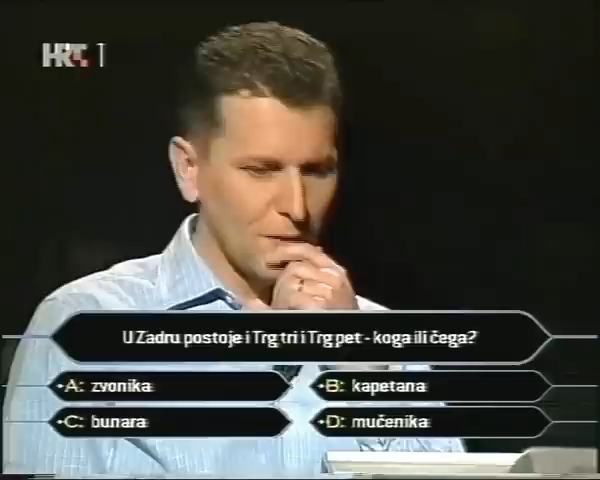 HRT 1
U Zadru postoje i Trg tri i Trg pet - koga ili čega?
A: zvonika
B: kapetana
C: bunara
D: mučenika